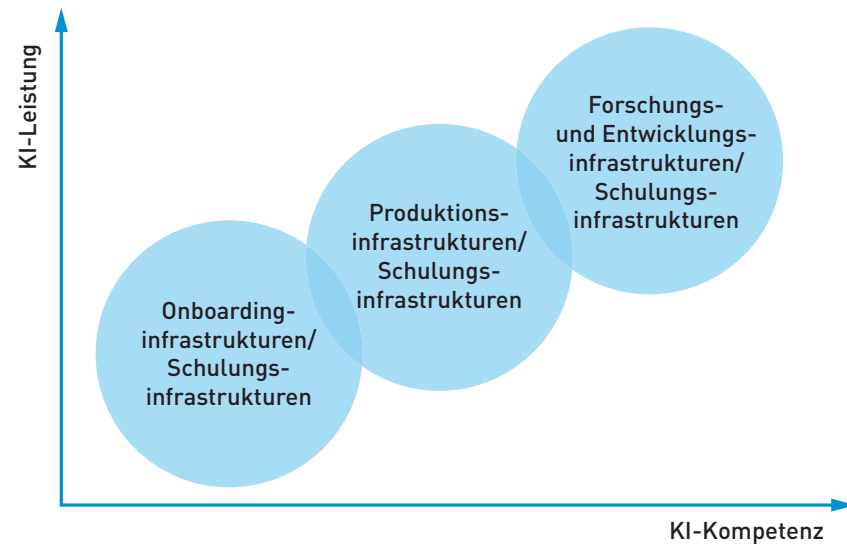 KI-Leistung
Forschungs-
und Entwicklungs-
infrastrukturen/
Schulungs-
infrastrukturen
Produktions-
infrastrukturen/
Schulungs-
infrastrukturen
Onboarding-
infrastrukturen/
Schulungs-
infrastrukturen
KI-Kompetenz